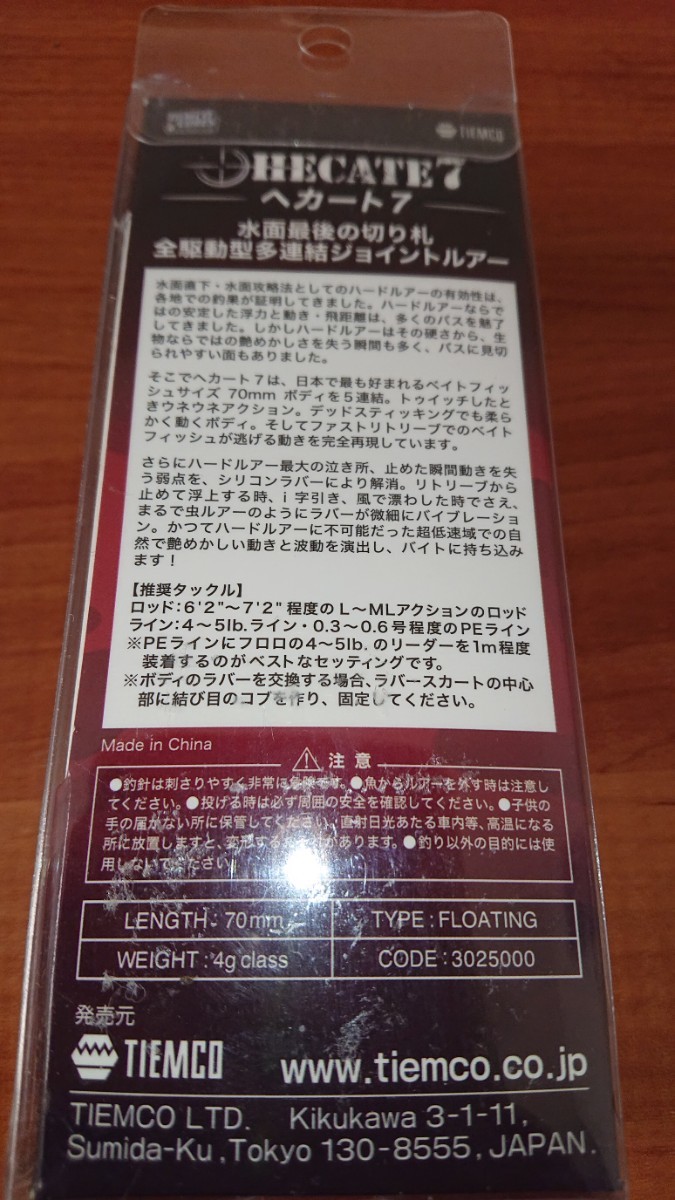 TIEMCO
HECATE7
ヘカート7
水面最後の切り札
全駆動型多連結ジョイントルアー
水面直下・水面攻略法としてのハードルアーの有効性は、
各地での釣果が証明してきました。ハードルアーならで
はの安定した浮力と動き・飛距離は、多くのバスを魅了
してきました。しかしハードルアーはその硬さから、生
物ならではの艶めかしさを失う瞬間も多く、バスに見切
られやすい面もありました。
そこでヘカート7は、日本で最も好まれるベイトフィッ
シュサイズ 70mm ボディを5連結。トゥイッチしたと
きウネウネアクション。デッドスティッキングでも柔ら
かく動くボディ。そしてファストリトリーブでのベイト
フィッシュが逃げる動きを完全再現しています。
さらにハードルアー最大の泣き所、止めた瞬間動きを失
う弱点を、シリコンラバーにより解消。リトリーブから
止めて浮上する時、i字引き、風で漂わした時でさえ、
まるで虫ルアーのようにラバーが微細にバイブレーショ
ン。かつてハードルアーに不可能だった超低速域での自
然で艶めかしい動きと波動を演出し、バイトに持ち込み
ます！
【推奨タックル】
ロッド：6'2"～7'2"程度のL～MLアクションのロッド
ライン：4～5lb.ライン・0.3～0.6号程度のPEライン
※PEラインにフロロの4～5lb.のリーダーを1m程度
装着するのがベストなセッティングです。
※ボディのラバーを交換する場合、ラバースカートの中心
部に結び目のコブを作り、固定してください。
Made in China
注意
●釣針は刺さりやすく非常に危険です。●魚からルアーを外す時は注意し
てください。●投げる時は必ず周囲の安全を確認してください。●子供の
手の届かない所に保管してください。直射日光あたる車内等、高温になる
所に放置しますと、変形する があります。●釣り以外の目的には使
用しないでください。
LENGTH : 70mm TYPE : FLOATING
WEIGHT : 4g class CODE : 3025000
発売元
TIEMCO www.tiemco.co.jp
TIEMCO LTD. Kikukawa 3-1-11,
Sumida-Ku, Tokyo 130-8555, JAPAN.